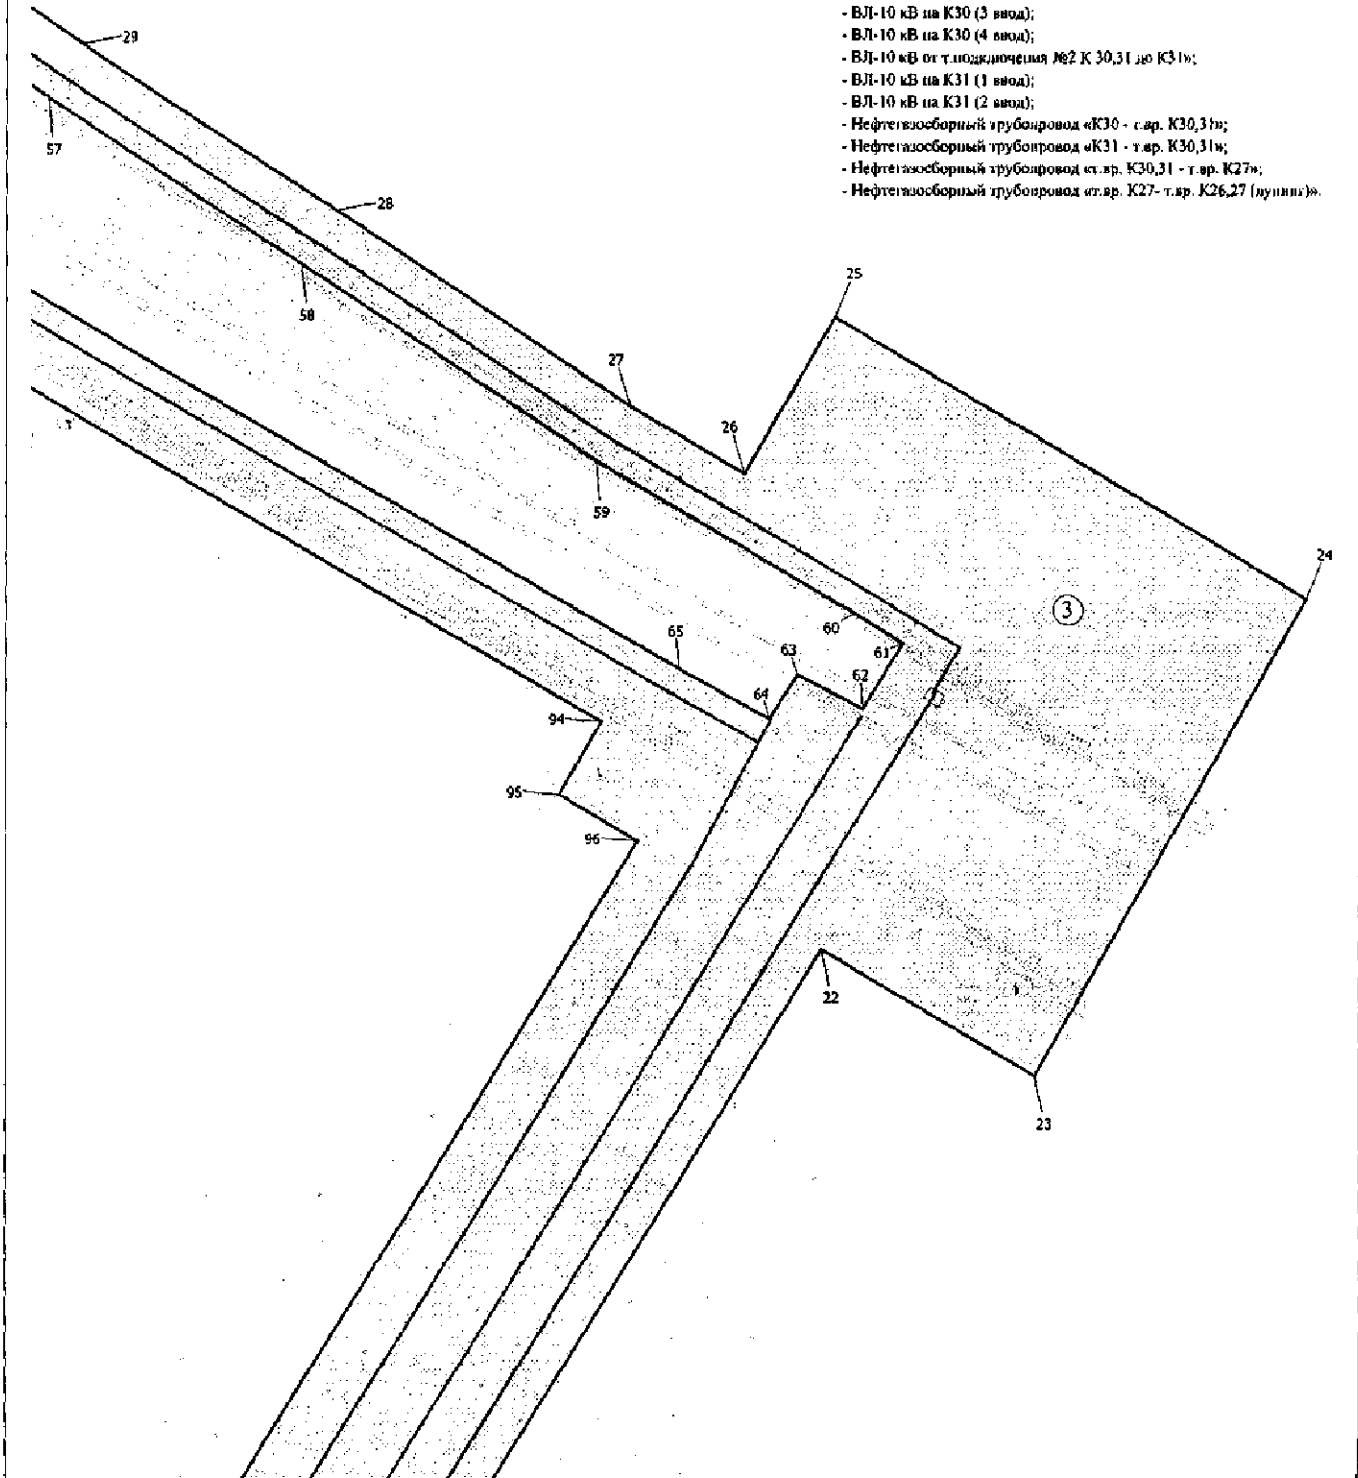 - ВЛ-10 кВ на К30 (3 ввод);
- ВЛ-10 кВ на К30 (4 ввод);
- ВЛ-10 кВ от т.подключения №2 К 30,31 до К31»;
- ВЛ-10 кВ на К31 (1 ввод);
- ВЛ-10 кВ на К31 (2 ввод);
- Нефтегазосборный трубопровод «К30 - т.вр. К30,31»;
- Нефтегазосборный трубопровод «К31 - т.вр. К30,31»;
- Нефтегазосборный трубопровод «т.вр. К30,31 - т.вр. К27»;
- Нефтегазосборный трубопровод «т.вр. К27- т.вр. К26,27 (лупинг)».
29
57
28
58
25
27
26
59
24
3
60
61
65
63
62
64
94
95
96
22
23